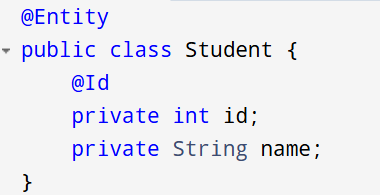 @Entity
public class Student {
    @Id
    private int id;
    private String name;
}